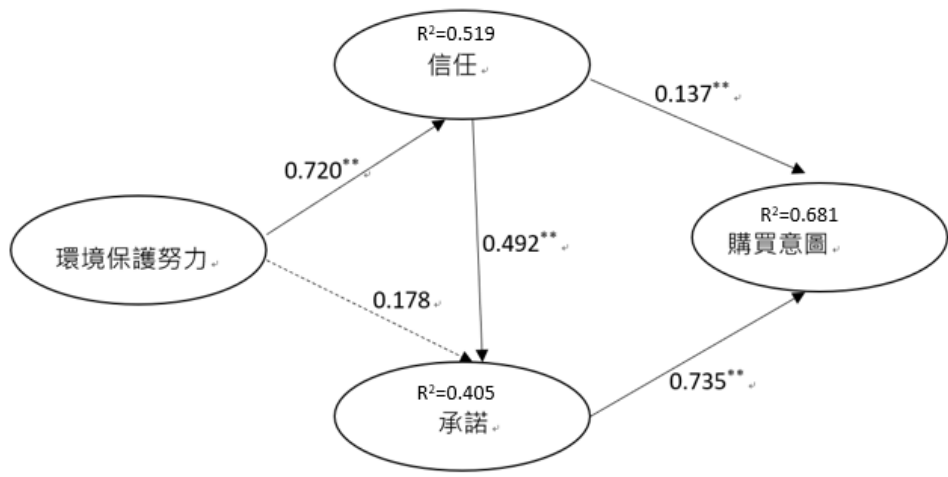 R²=0.519
信任
0.137**
0.720**
R²=0.681
購買意圖
0.492**
環境保護努力
0.178
0.735**
R²=0.405
承諾